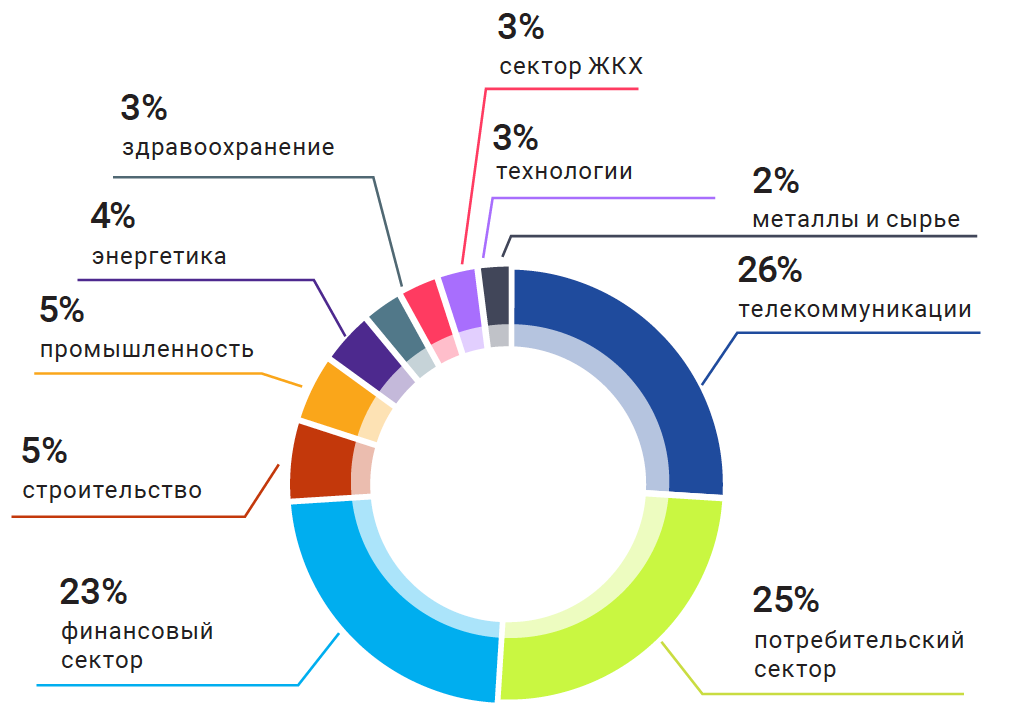 3%
сектор ЖКХ
3%
здравоохранение
3%
технологии
2%
металлы и сырье
4%
энергетика
26%
телекоммуникации
5%
промышленность
5%
строительство
23%
финансовый
сектор
25%
потребительский
сектор